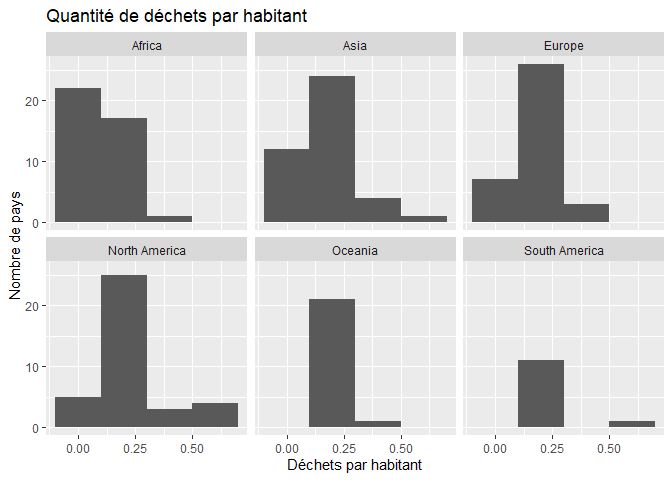 Quantité de déchets par habitant
Africa
Asia
Europe
20
10
0
North America
Oceania
South America
20
10
0
0.00
0.25
0.50
0.00
0.25
0.50
0.00
0.25
0.50
Déchets par habitant
Nombre de pays